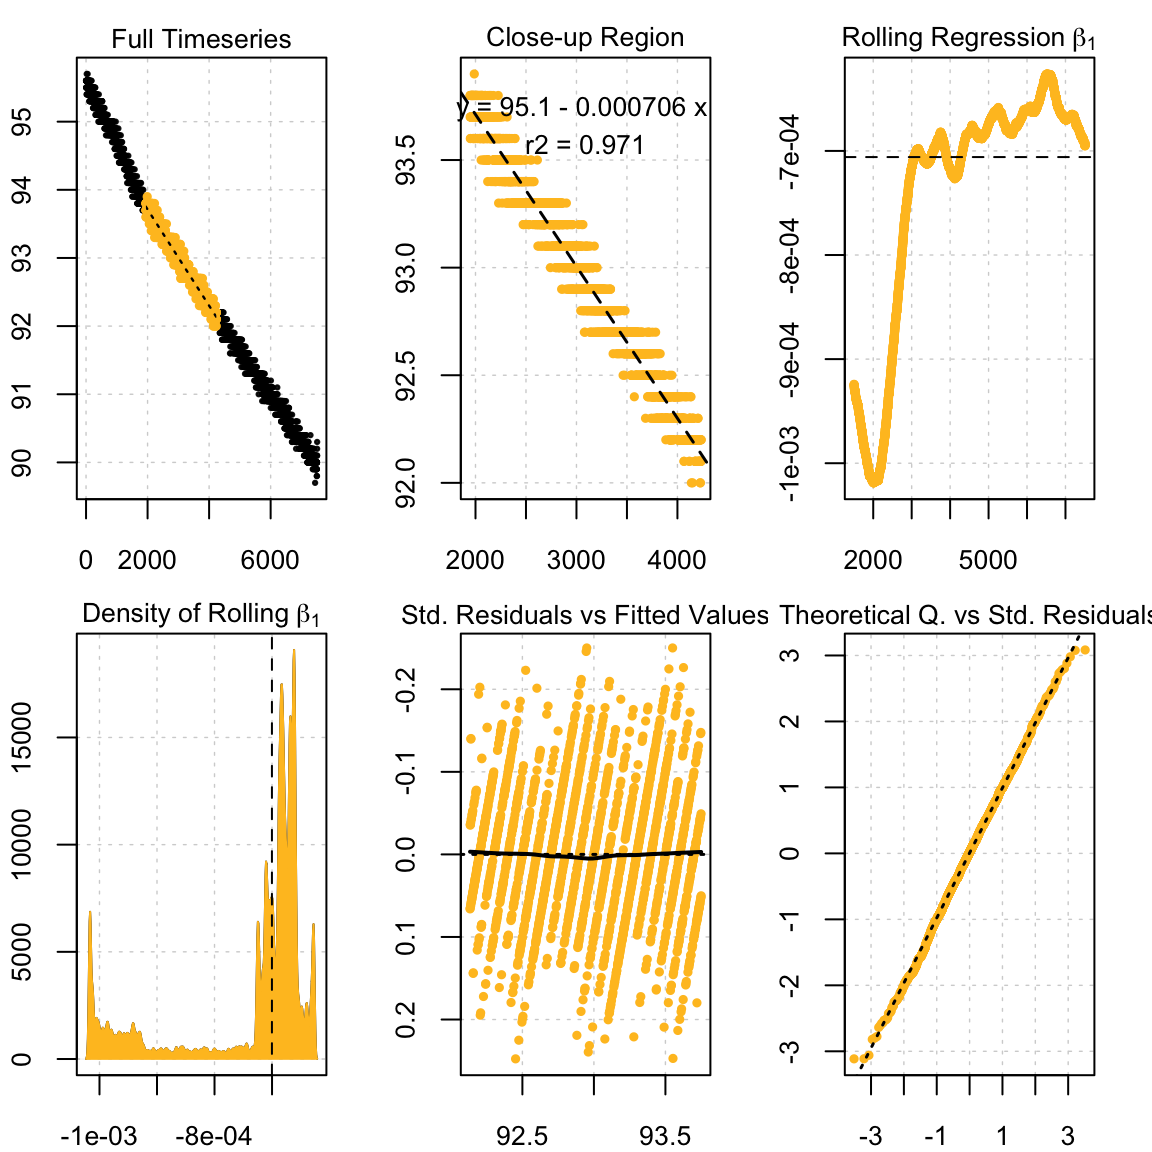 Full Timeseries
95
94
93
92
91
90
0 2000 6000
Close-up Region
y = 95.1 - 0.000706 x
r2 = 0.971
93.5
93.0
92.5
92.0
2000 3000 4000
Rolling Regression β1
-7e-04
-8e-04
-9e-04
-1e-03
2000 5000
Density of Rolling β1
15000
10000
5000
0
-1e-03 -8e-04
Std. Residuals vs Fitted Values
-0.2
-0.1
0.0
0.1
0.2
92.5 93.5
Theoretical Q. vs Std. Residuals
3
2
1
0
-1
-2
-3
-3 -1 1 3